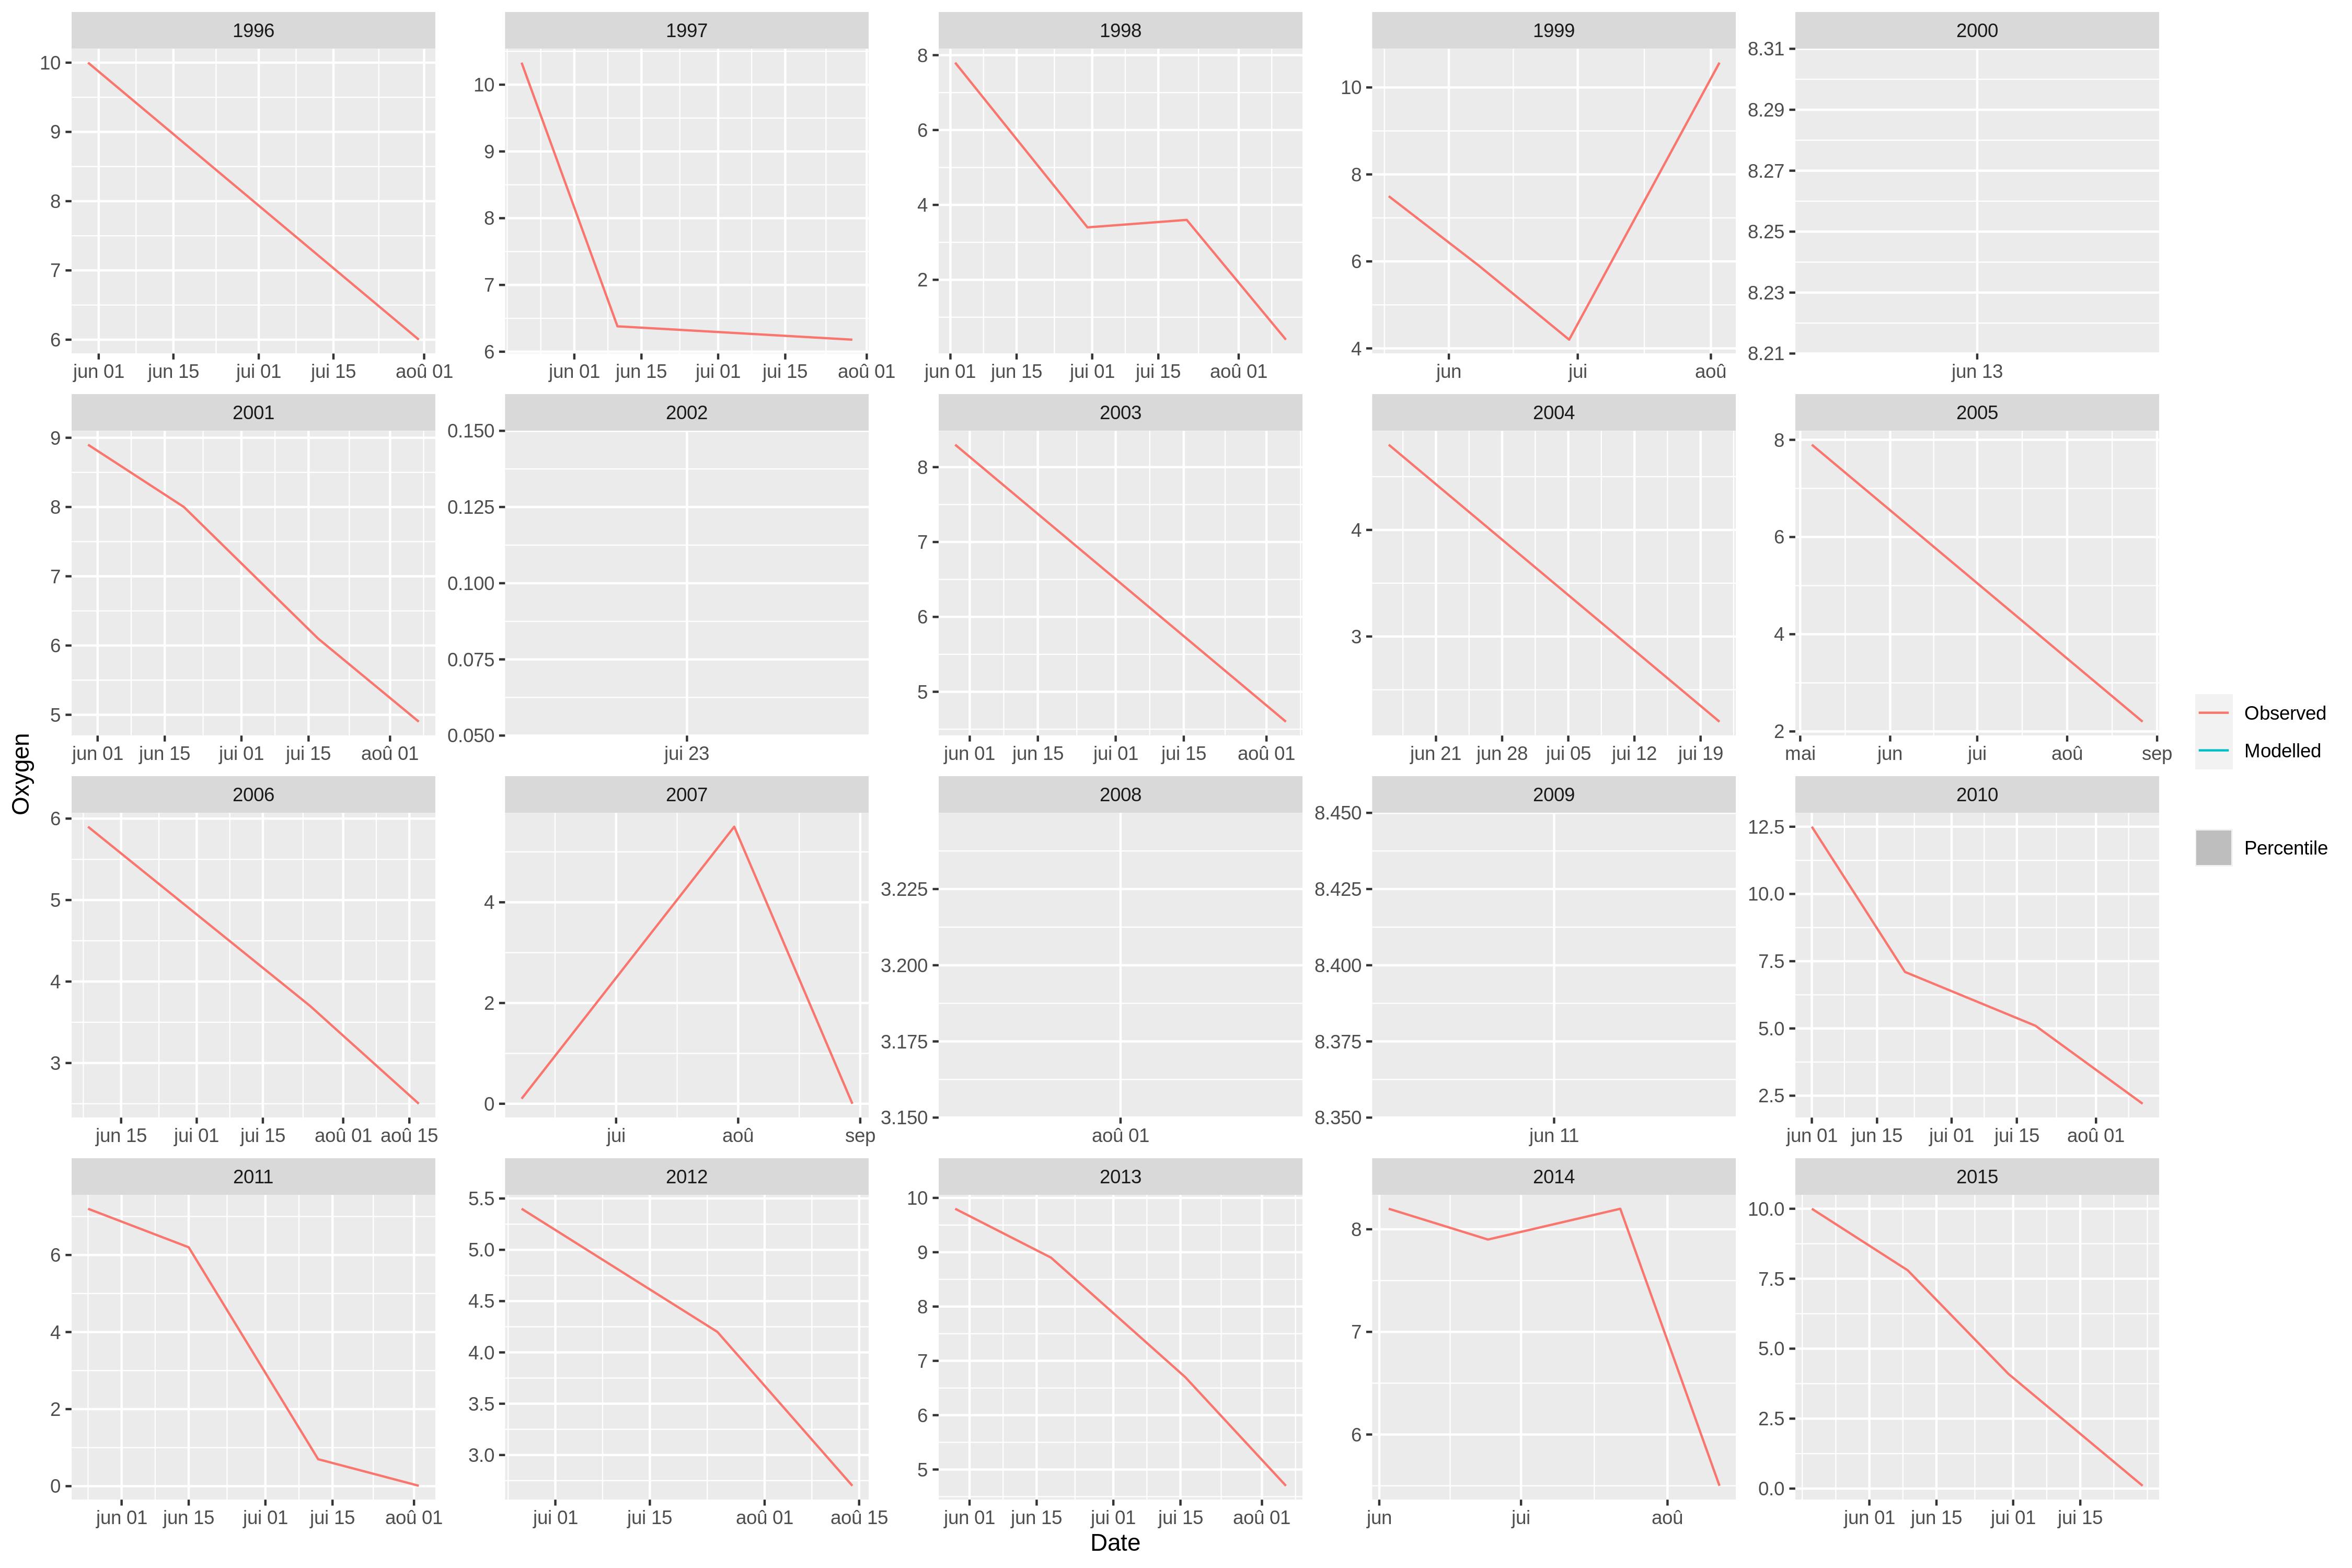 1996 1997 1998 1999 2000
10 9 8 7 6
10 9 8 7 6
8 6 4 2
10 8 6 4
8.31 8.29 8.27 8.25 8.23 8.21
jun 01 jun 15 jui 01 jui 15 aoû 01
jun 01 jun 15 jui 01 jui 15 aoû 01
jun 01 jun 15 jui 01 jui 15 aoû 01
jun jui aoû
jun 13
2001 2002 2003 2004 2005
9 8 7 6 5
0.150 0.125 0.100 0.075 0.050
8 7 6 5
4 3
8 6 4 2
jun 01 jun 15 jui 01 jui 15 aoû 01
jui 23
jun 01 jun 15 jui 01 jui 15 aoû 01
jun 21 jun 28 jui 05 jui 12 jui 19
mai jun jui aoû sep
2006 2007 2008 2009 2010
6 5 4 3
4 2 0
3.225 3.200 3.175 3.150
8.450 8.425 8.400 8.375 8.350
12.5 10.0 7.5 5.0 2.5
jun 15 jui 01 jui 15 aoû 01 aoû 15
jui aoû sep
aoû 01
jun 11
jun 01 jun 15 jui 01 jui 15 aoû 01
2011 2012 2013 2014 2015
6 4 2 0
5.5 5.0 4.5 4.0 3.5 3.0
10 9 8 7 6 5
8 7 6
10.0 7.5 5.0 2.5 0.0
jun 01 jun 15 jui 01 jui 15 aoû 01
jui 01 jui 15 aoû 01 aoû 15
jun 01 jun 15 jui 01 jui 15 aoû 01
jun jui aoû
jun 01 jun 15 jui 01 jui 15
Oxygen
Date
Observed
Modelled
Percentile